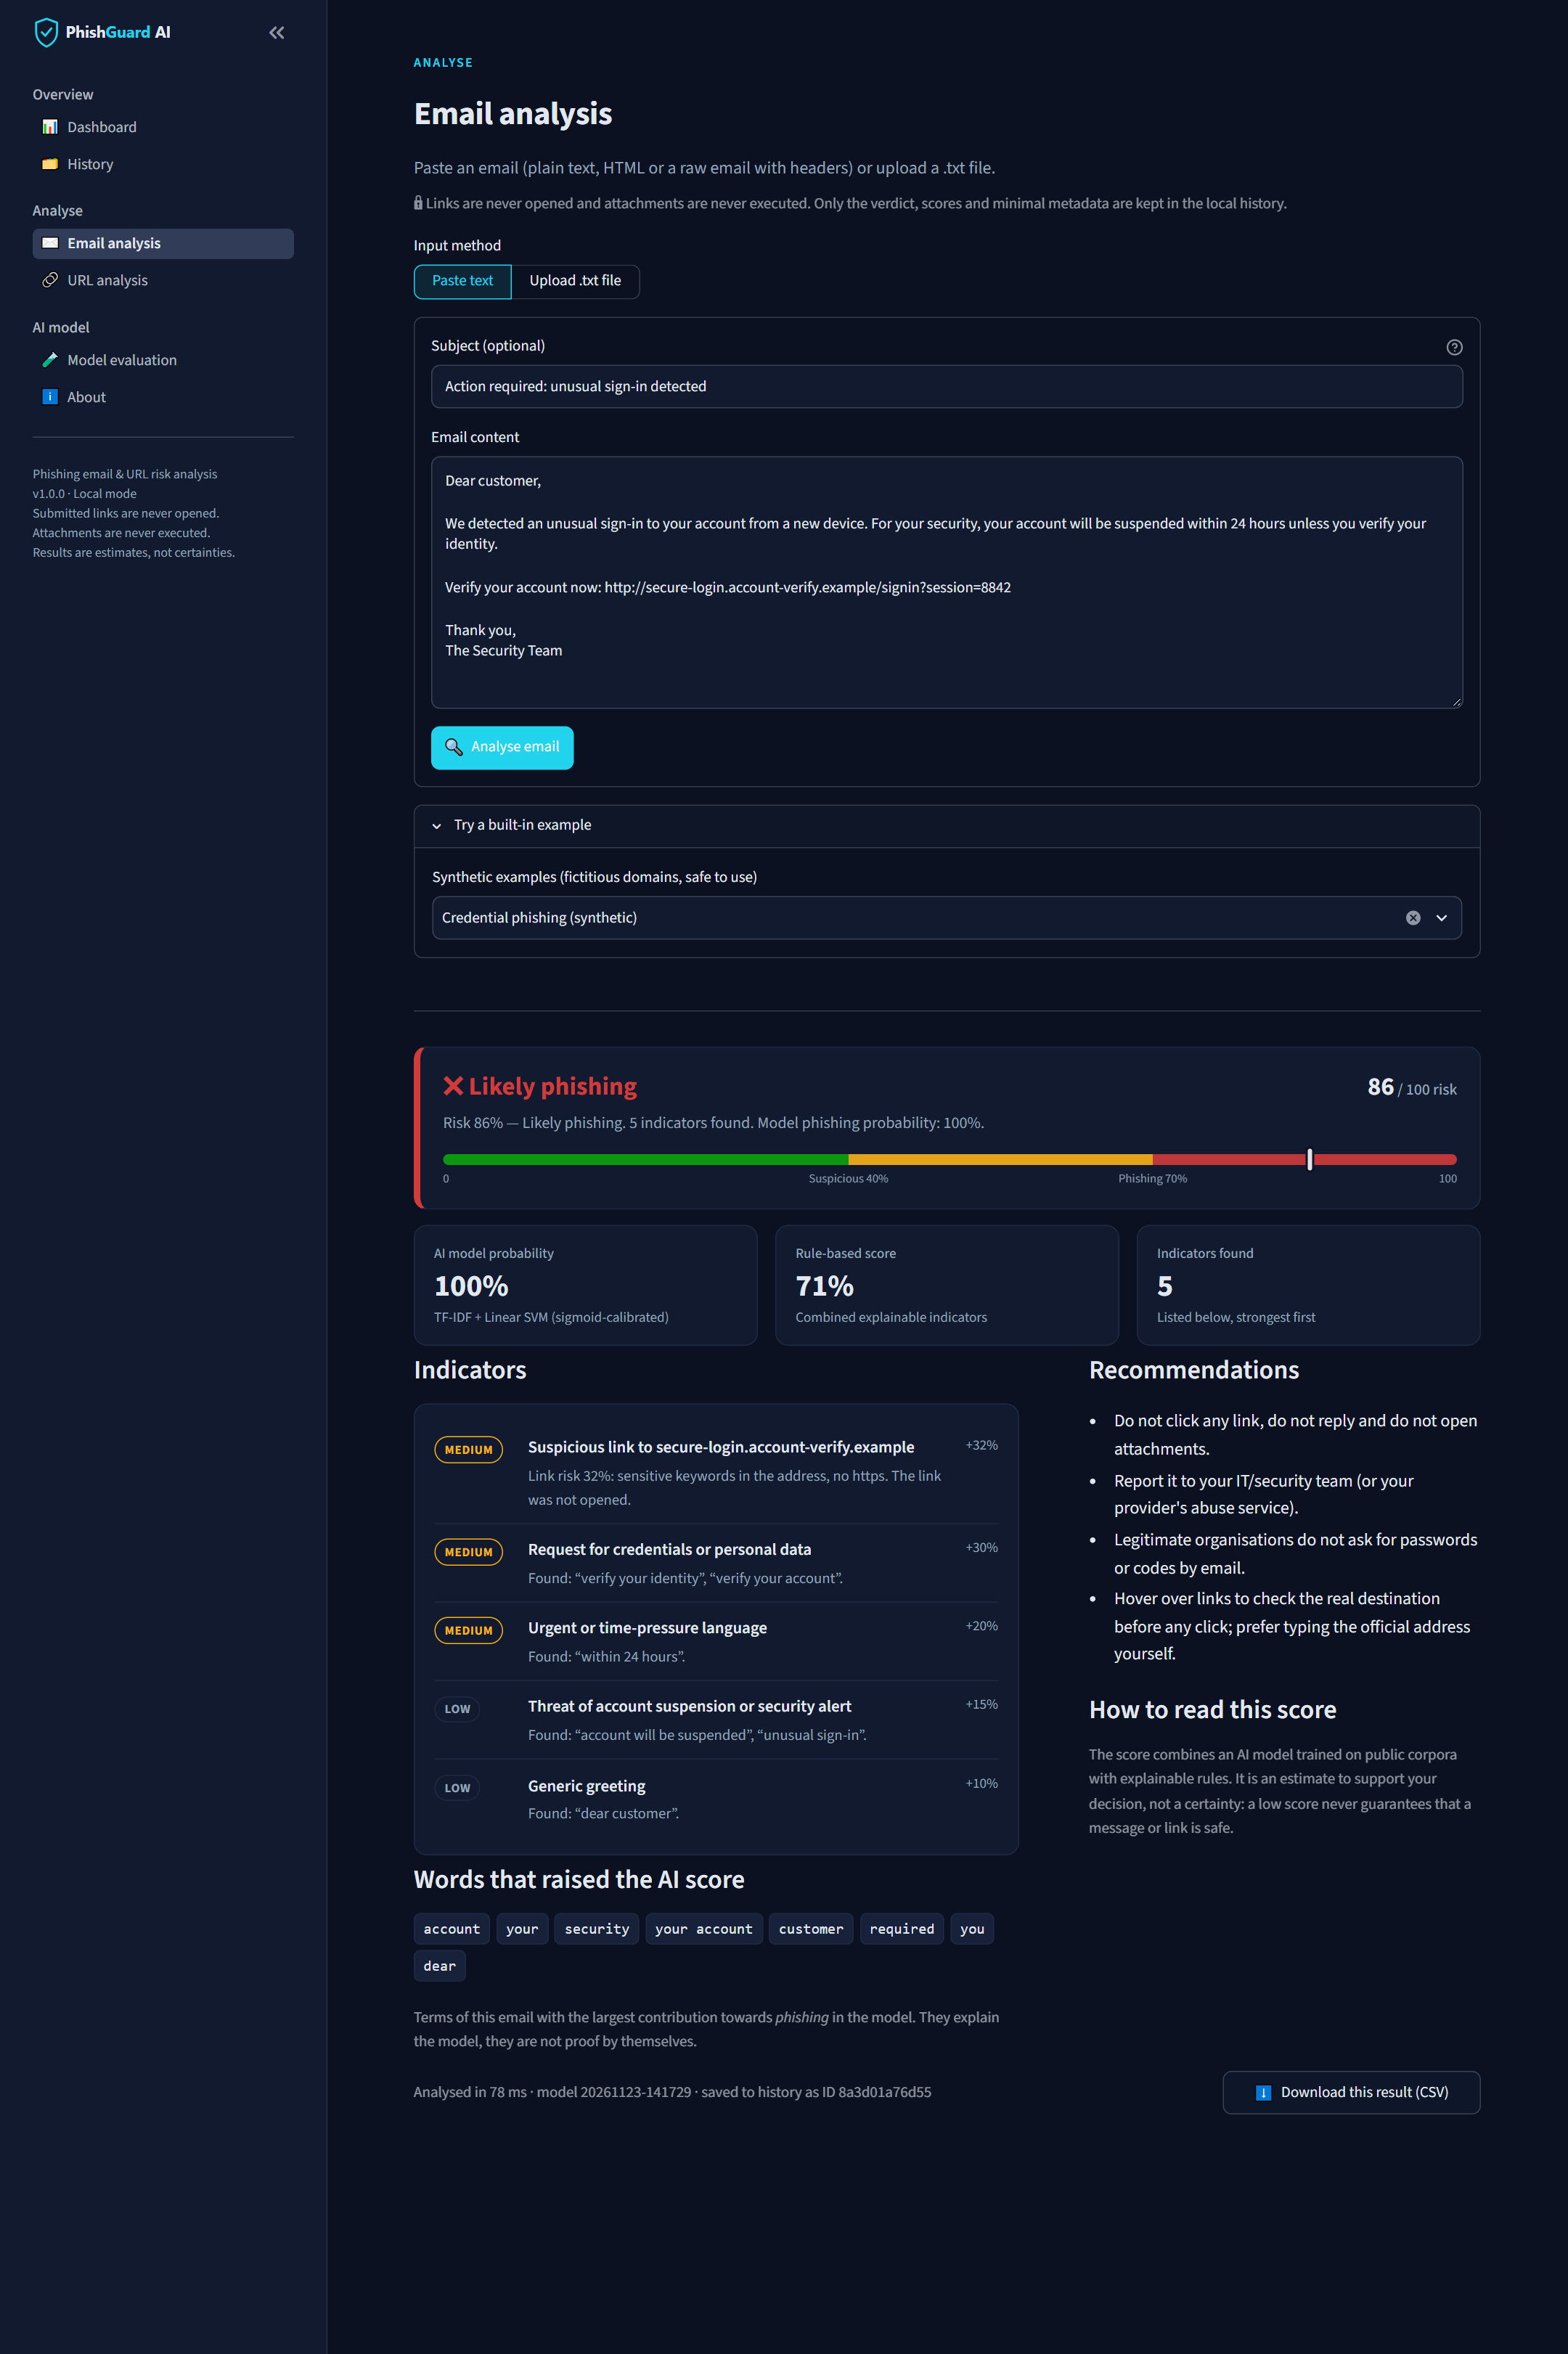 PhishGuard AI
Overview
Dashboard
History
Analyse
Email analysis
URL analysis
AI model
Model evaluation
About
Phishing email & URL risk analysis
v1.0.0 · Local mode
Submitted links are never opened.
Attachments are never executed.
Results are estimates, not certainties.
ANALYSE
Email analysis
Paste an email (plain text, HTML or a raw email with headers) or upload a .txt file.
Links are never opened and attachments are never executed. Only the verdict, scores and minimal metadata are kept in the local history.
Input method
Paste text
Upload .txt file
Subject (optional)
Action required: unusual sign-in detected
Email content
Dear customer,
We detected an unusual sign-in to your account from a new device. For your security, your account will be suspended within 24 hours unless you verify your
identity.
Verify your account now: http://secure-login.account-verify.example/signin?session=8842
Thank you,
The Security Team
Analyse email
Try a built-in example
Synthetic examples (fictitious domains, safe to use)
Credential phishing (synthetic)
Likely phishing
86 / 100 risk
Risk 86% — Likely phishing. 5 indicators found. Model phishing probability: 100%.
0
Suspicious 40%
Phishing 70%
100
AI model probability
100%
TF-IDF + Linear SVM (sigmoid-calibrated)
Rule-based score
71%
Combined explainable indicators
Indicators found
5
Listed below, strongest first
Indicators
MEDIUM
Suspicious link to secure-login.account-verify.example
+32%
Link risk 32%: sensitive keywords in the address, no https. The link
was not opened.
MEDIUM
Request for credentials or personal data
+30%
Found: “verify your identity”, “verify your account”.
MEDIUM
Urgent or time-pressure language
+20%
Found: “within 24 hours”.
LOW
Threat of account suspension or security alert
+15%
Found: “account will be suspended”, “unusual sign-in”.
LOW
Generic greeting
+10%
Found: “dear customer”.
Recommendations
Do not click any link, do not reply and do not open
attachments.
Report it to your IT/security team (or your
provider's abuse service).
Legitimate organisations do not ask for passwords
or codes by email.
Hover over links to check the real destination
before any click; prefer typing the official address
yourself.
How to read this score
The score combines an AI model trained on public corpora
with explainable rules. It is an estimate to support your
decision, not a certainty: a low score never guarantees that a
message or link is safe.
Words that raised the AI score
account
your
security
your account
customer
required
you
dear
Terms of this email with the largest contribution towards phishing in the model. They explain
the model, they are not proof by themselves.
Analysed in 78 ms · model 20261123-141729 · saved to history as ID 8a3d01a76d55
Download this result (CSV)